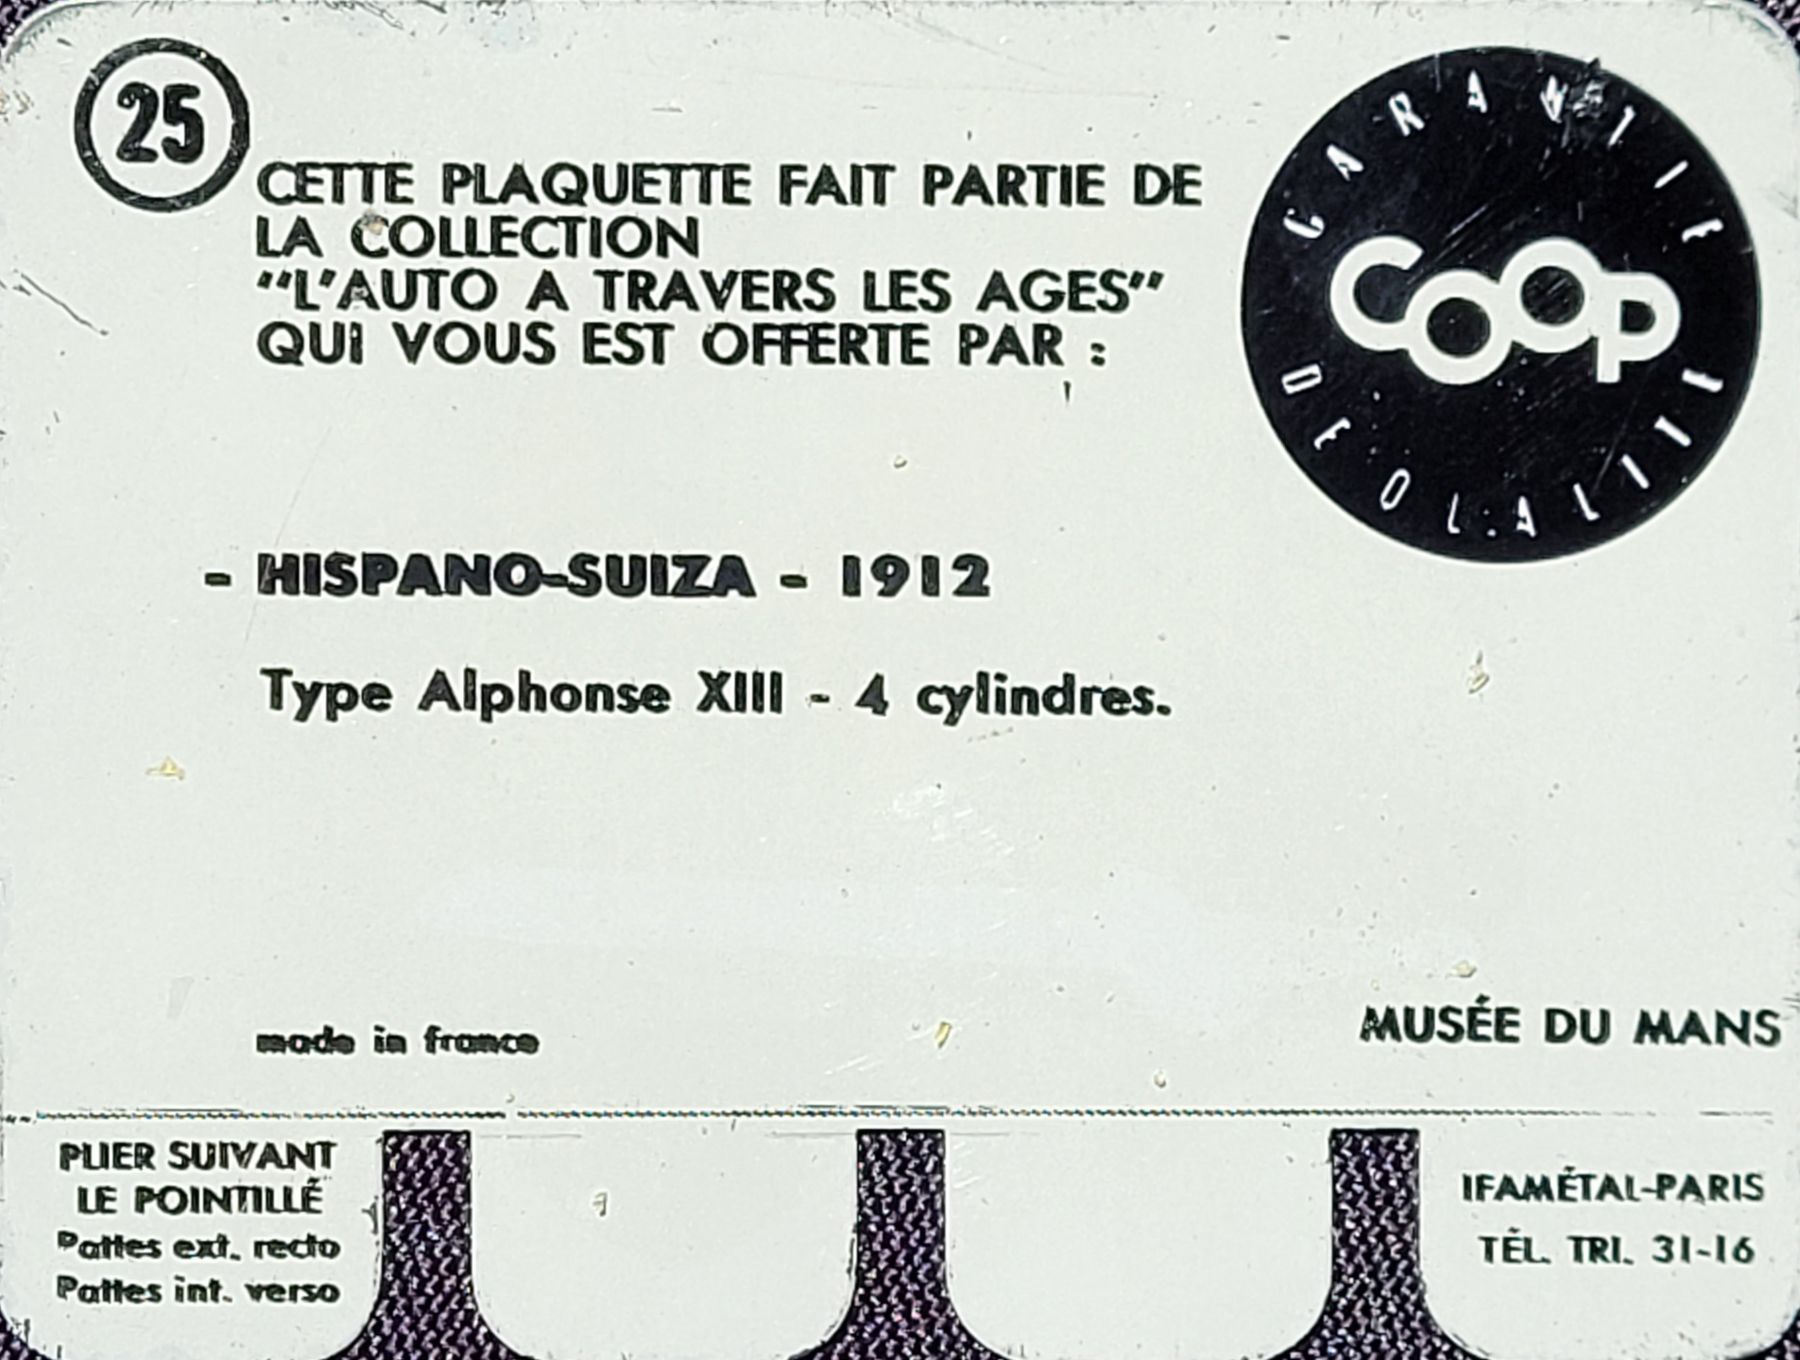 25
CETTE PLAQUETTE FAIT PARTIE DE
LA COLLECTION
"L'AUTO A TRAVERS LES AGES"
QUI VOUS EST OFFERTE PAR :
GARANTIE
COOP
DE QUALITÉ
- HISPANO-SUIZA - 1912
Type Alphonse XIII - 4 cylindres.
made in france
MUSÉE DU MANS
PLIER SUIVANT
LE POINTILLÉ
Pattes ext. recto
Pattes int. verso
IFAMÉTAL-PARIS
TÉL. TRI. 31-16